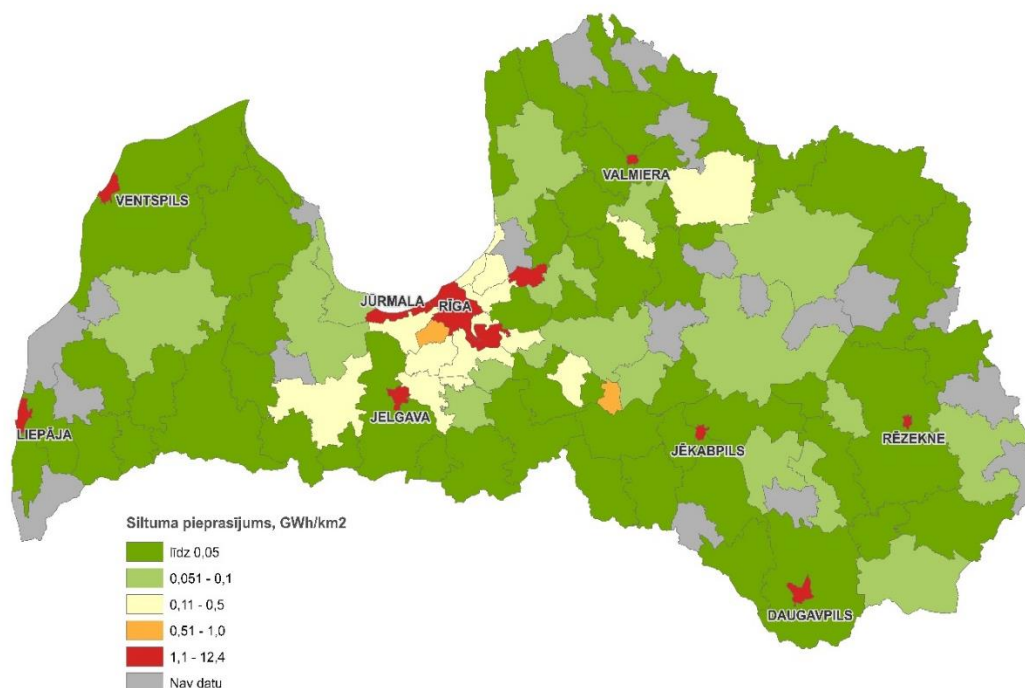 VALMIERA
VENTSPILS
JŪRMALA
RĪGA
JELGAVA
LIEPĀJA
JĒKABPILS
RĒZEKNE
DAUGAVPILS
Siltuma pieprasījums, GWh/km2
līdz 0,05
0,051 - 0,1
0,11 - 0,5
0,51 - 1,0
1,1 - 12,4
Nav datu